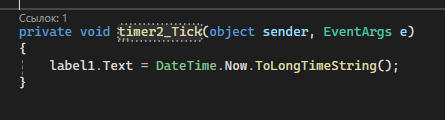 Ссылок: 1
private void timer2_Tick(object sender, EventArgs e)
{
label1.Text = DateTime.Now.ToLongTimeString();
}